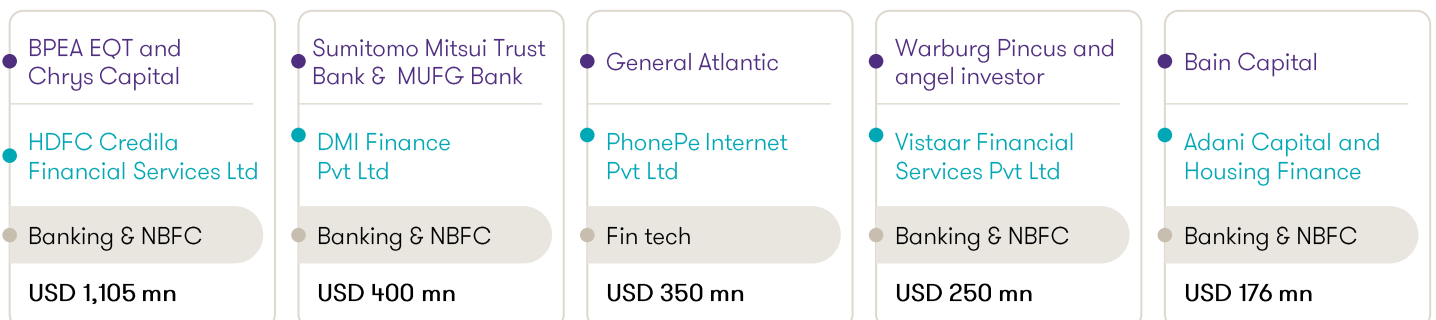 BPEA EQT and
Chrys Capital
HDFC Credila
Financial Services Ltd
Banking & NBFC
USD 1,105 mn
Sumitomo Mitsui Trust
Bank & MUFG Bank
DMI Finance
Pvt Ltd
Banking & NBFC
USD 400 mn
General Atlantic
PhonePe Internet
Pvt Ltd
Fin tech
USD 350 mn
Warburg Pincus and
angel investor
Vistaar Financial
Services Pvt Ltd
Banking & NBFC
USD 250 mn
Bain Capital
Adani Capital and
Housing Finance
Banking & NBFC
USD 176 mn